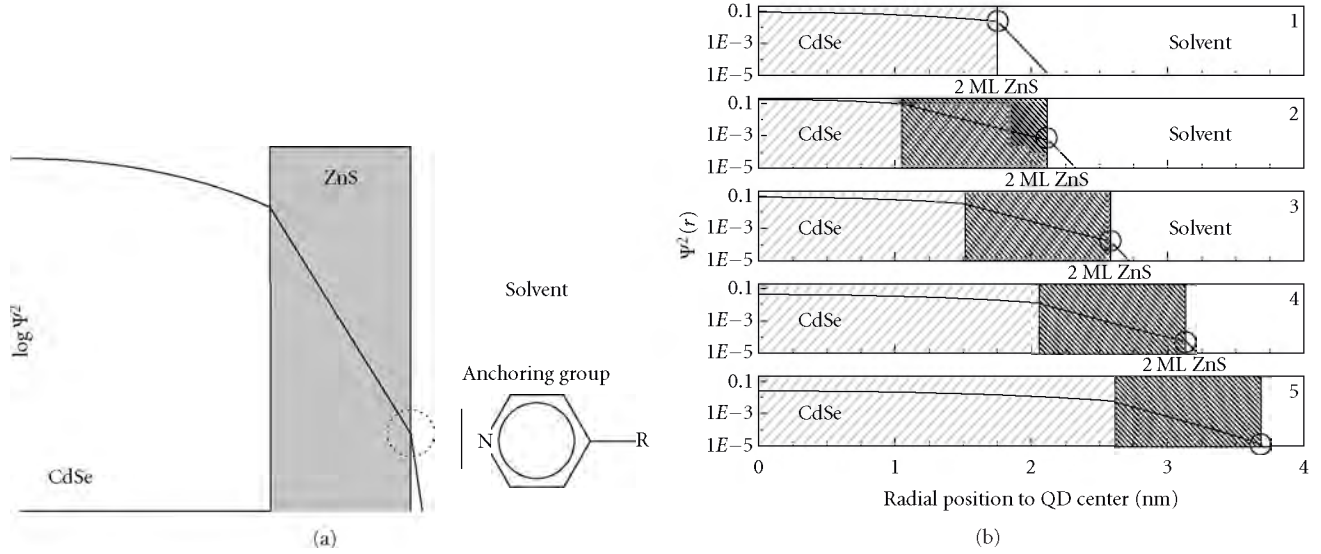 ZnS
Solvent
log Ψ²
Anchoring group
N
R
CdSe
(a)
0.1
1E−3
1E−5
CdSe
Solvent
1
2 ML ZnS
0.1
1E−3
1E−5
CdSe
Solvent
2
2 ML ZnS
0.1
1E−3
1E−5
CdSe
Solvent
3
Ψ² (r)
2 ML ZnS
0.1
1E−3
1E−5
CdSe
4
2 ML ZnS
0.1
1E−3
1E−5
CdSe
5
0 1 2 3 4
Radial position to QD center (nm)
(b)